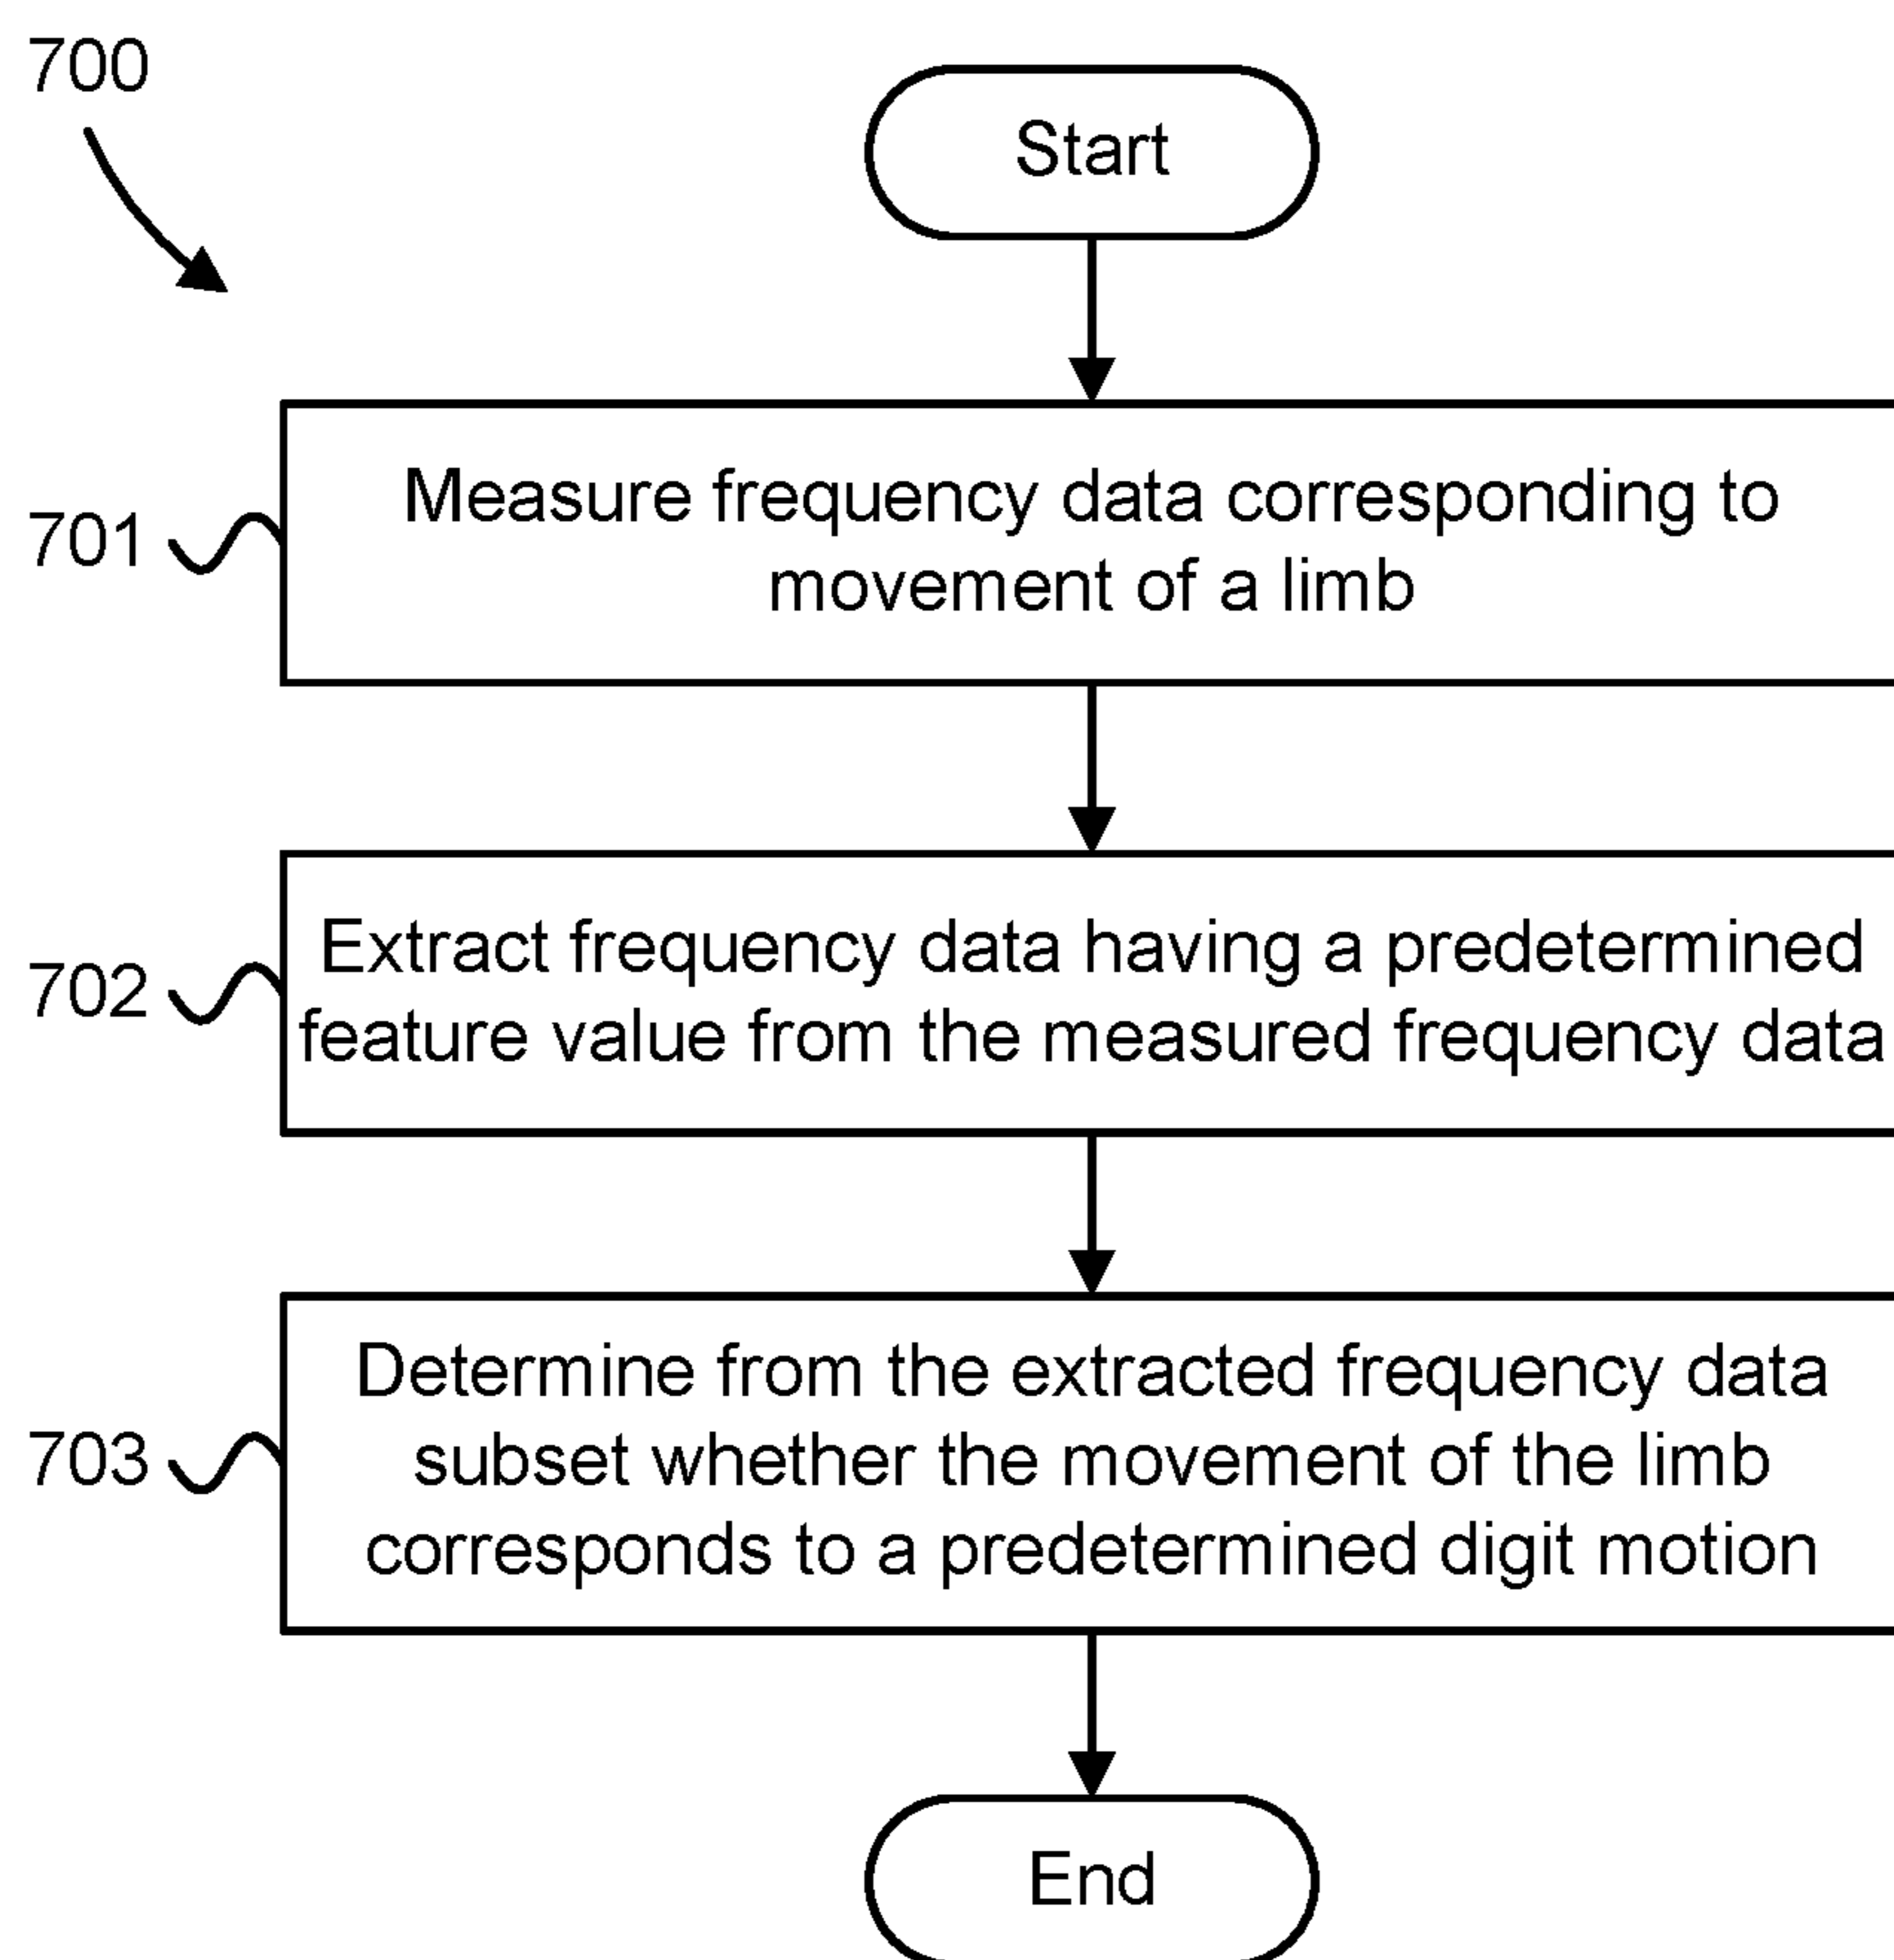 700
Start
701
Measure frequency data corresponding to
movement of a limb
702
Extract frequency data having a predetermined
feature value from the measured frequency data
703
Determine from the extracted frequency data
subset whether the movement of the limb
corresponds to a predetermined digit motion
End